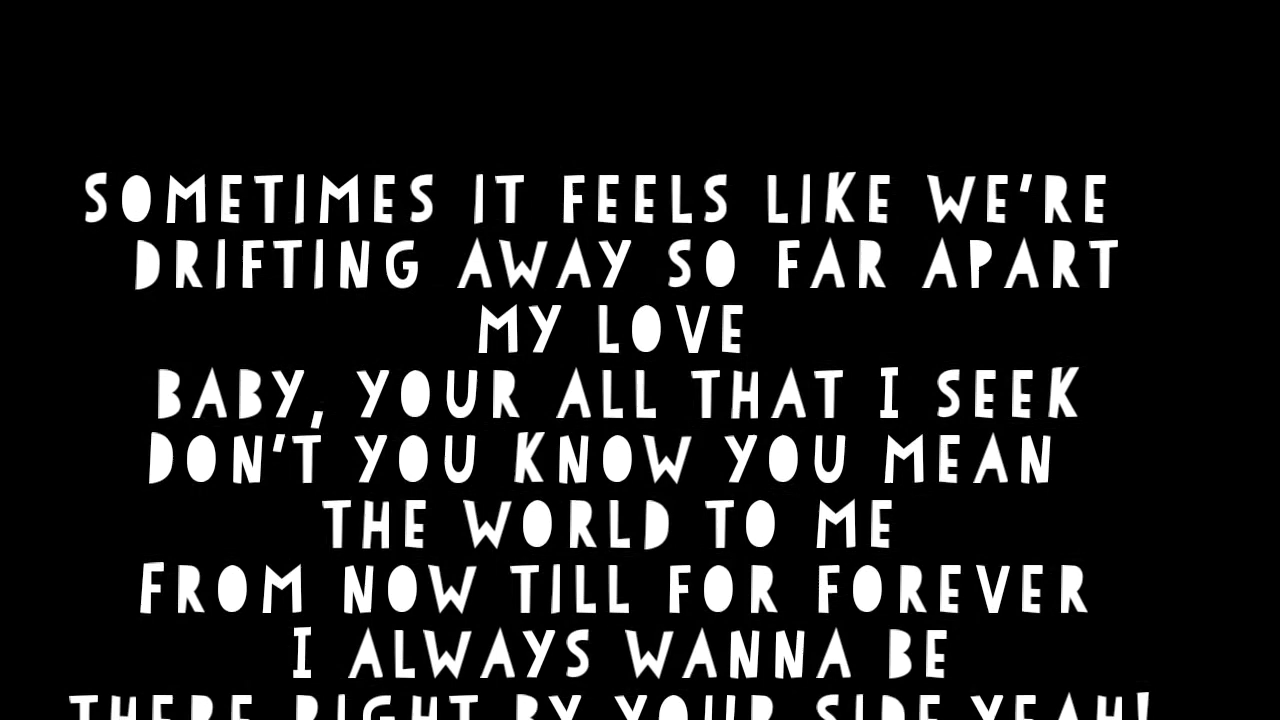 SOMETIMES IT FEELS LIKE WE'RE
DRIFTING AWAY SO FAR APART
MY LOVE
BABY, YOUR ALL THAT I SEEK
DON'T YOU KNOW YOU MEAN
THE WORLD TO ME
FROM NOW TILL FOR FOREVER
I ALWAYS WANNA BE
THERE RIGHT BY YOUR SIDE YEAH!